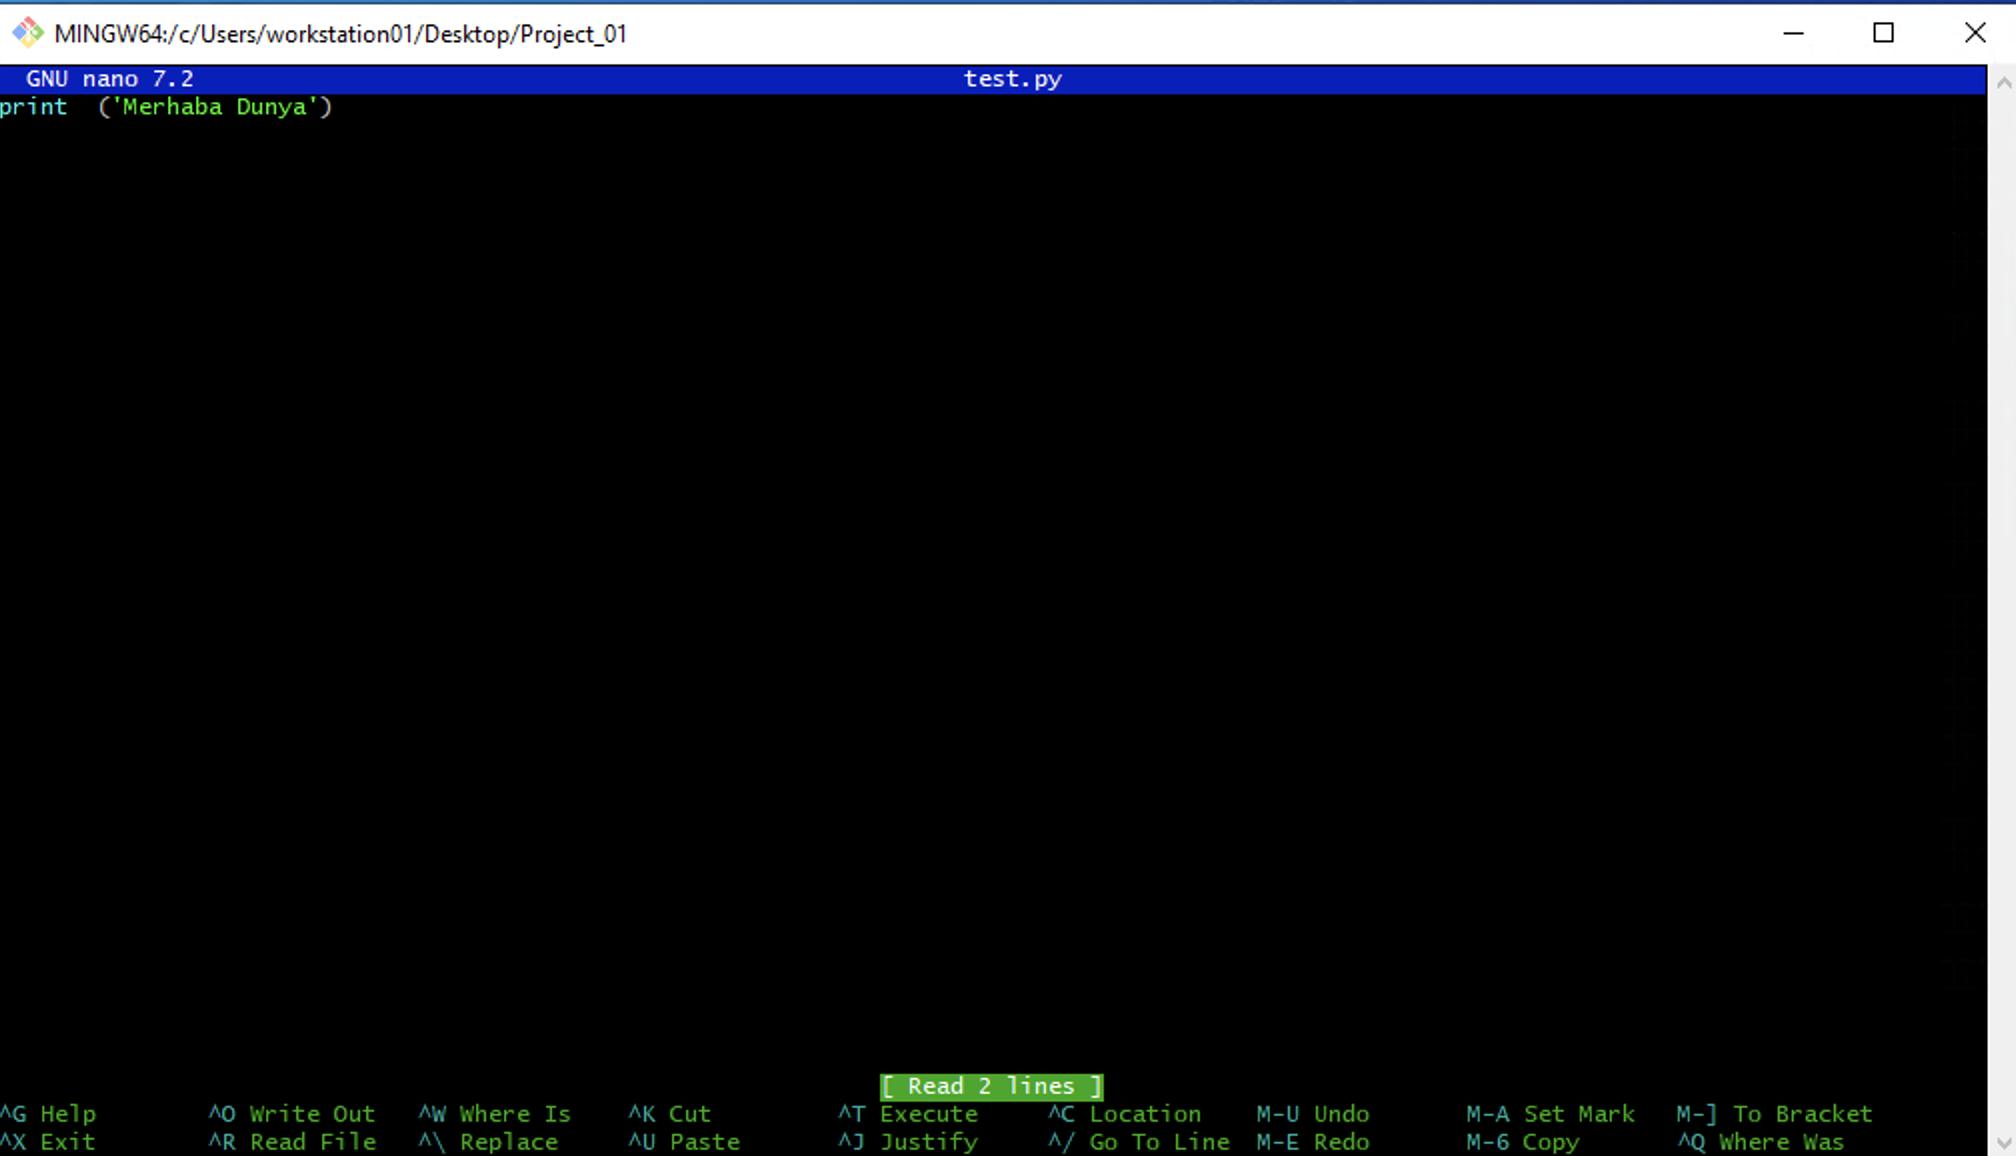 MINGW64:/c/Users/workstation01/Desktop/Project_01
GNU nano 7.2 test.py
print  ('Merhaba Dunya')
[ Read 2 lines ]
^G Help ^O Write Out ^W Where Is ^K Cut ^T Execute ^C Location M-U Undo M-A Set Mark M-] To Bracket
^X Exit ^R Read File ^\ Replace ^U Paste ^J Justify ^/ Go To Line M-E Redo M-6 Copy ^Q Where Was